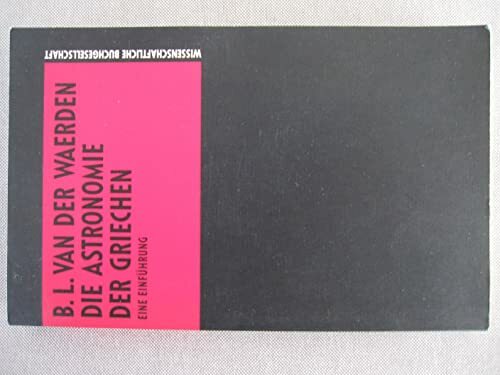 B. L. VAN DER WAERDEN
DIE ASTRONOMIE
DER GRIECHEN
EINE EINFÜHRUNG
WISSENSCHAFTLICHE BUCHGESELLSCHAFT